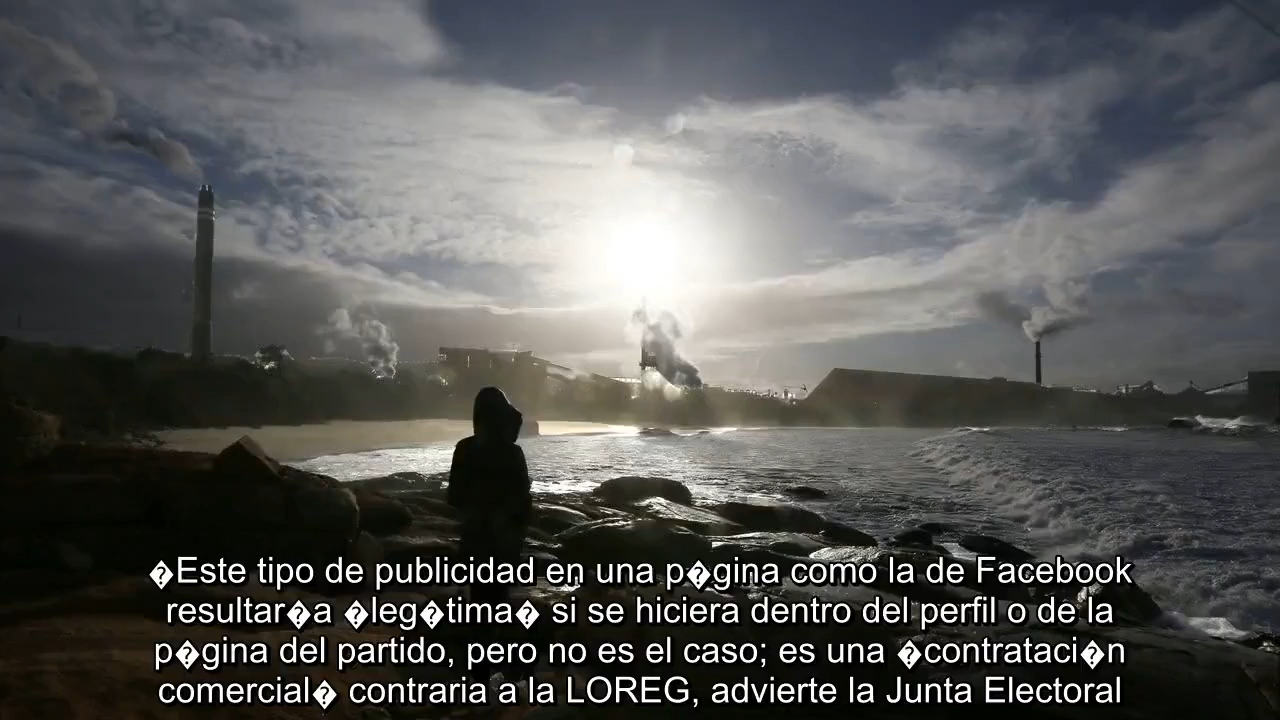 �Este tipo de publicidad en una p�gina como la de Facebook
resultar�a �leg�tima� si se hiciera dentro del perfil o de la
p�gina del partido, pero no es el caso; es una �contrataci�n
comercial� contraria a la LOREG, advierte la Junta Electoral